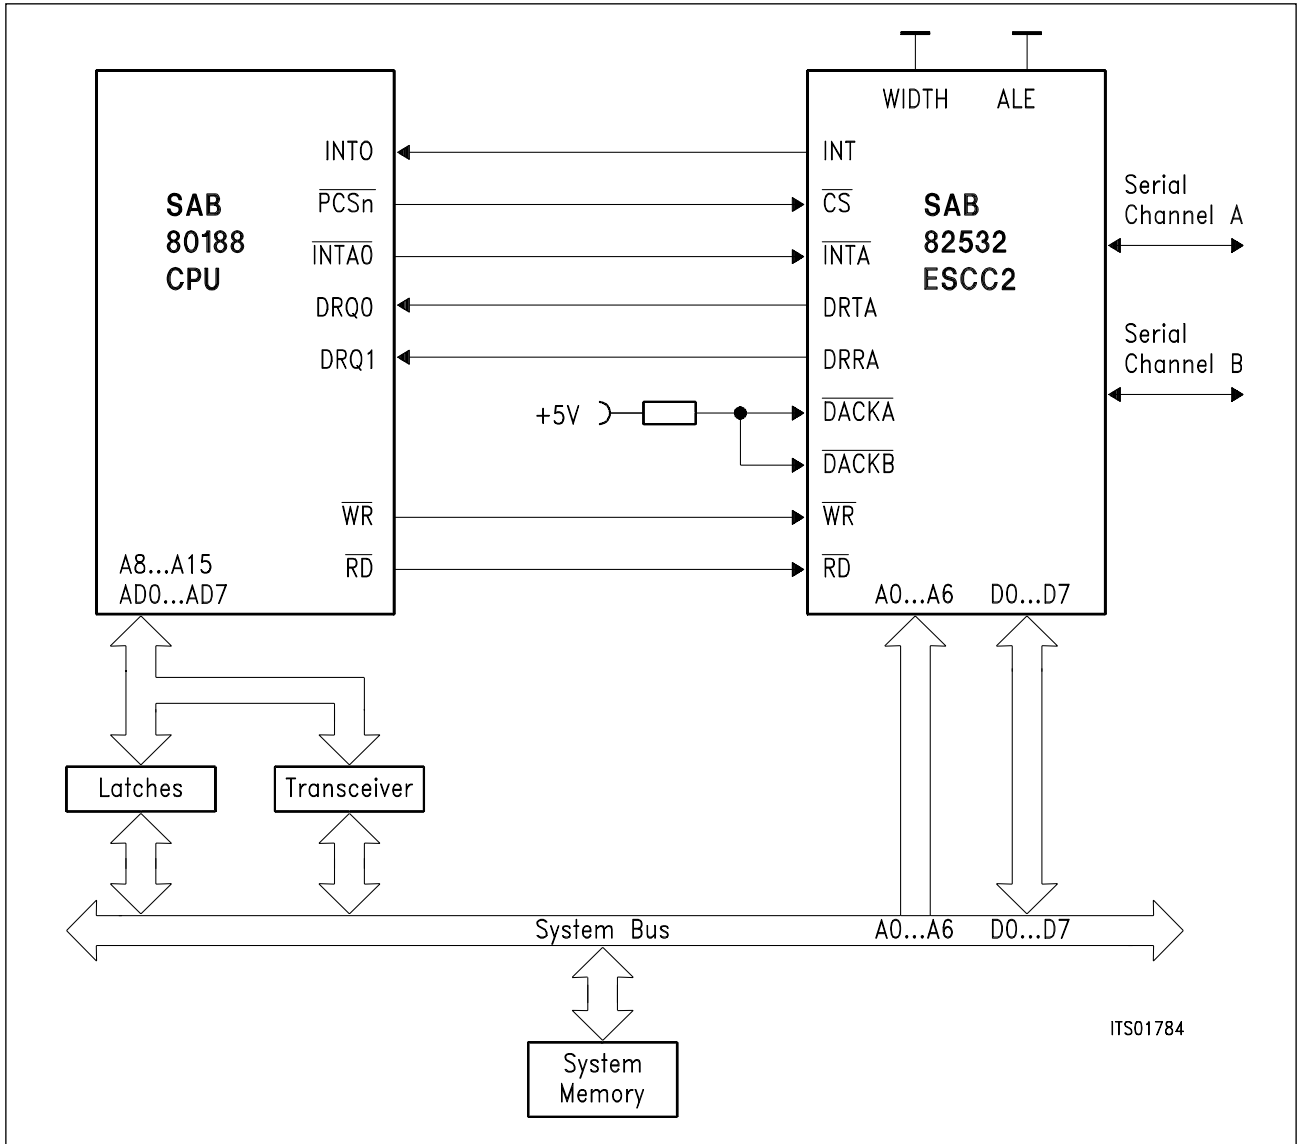 WIDTH ALE
INT0
INT
PCSn
CS
SAB
80188
CPU
SAB
82532
ESCC2
Serial
Channel A
INTA0
INTA
DRQ0
DRTA
DRQ1
DRRA
Serial
Channel B
+5V
DACKA
DACKB
WR
WR
RD
RD
A8...A15
AD0...AD7
A0...A6 D0...D7
Latches
Transceiver
System Bus
A0...A6 D0...D7
ITS01784
System
Memory